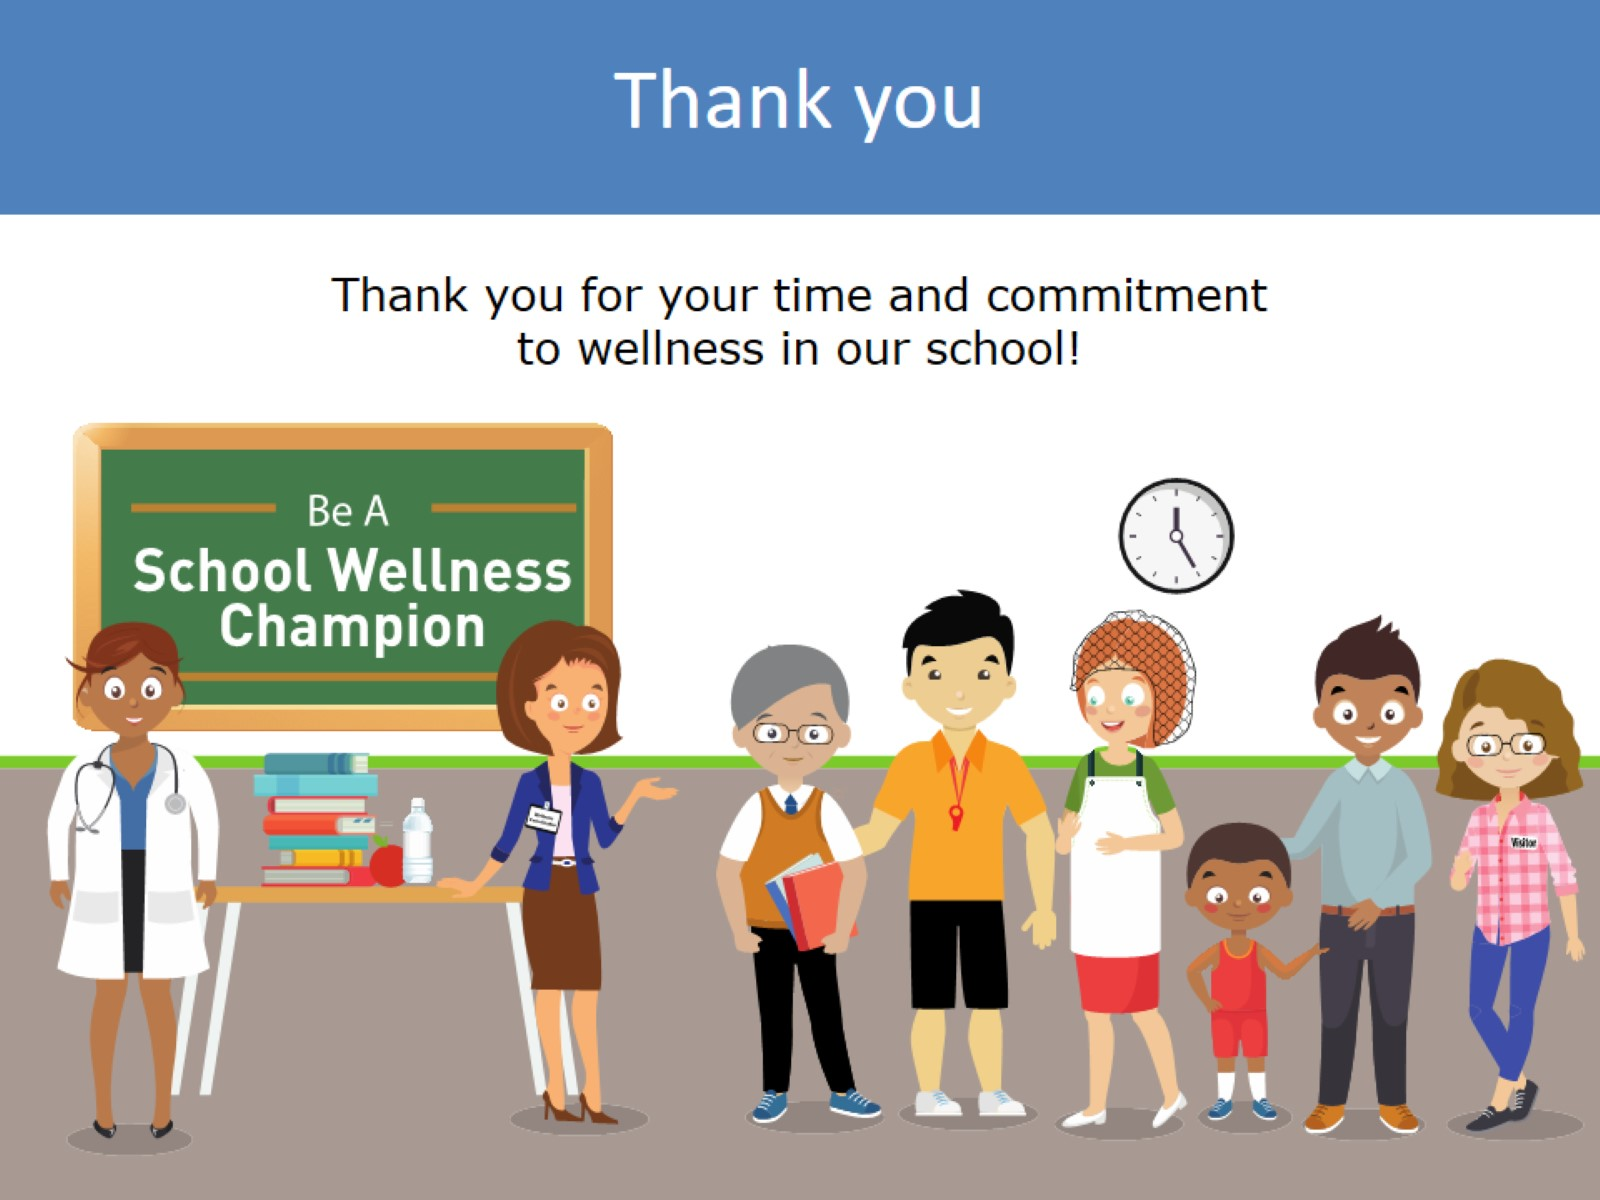 Thank you
Thank you for your time and commitment
to wellness in our school!
Be A
School Wellness
Champion
Visitor